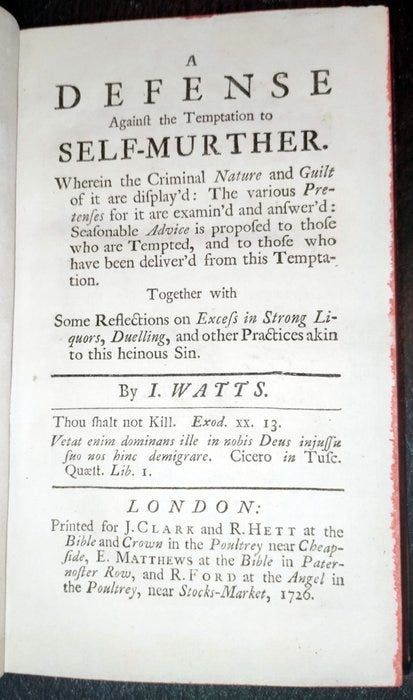 A
DEFENSE
Againſt the Temptation to
SELF-MURTHER.
Wherein the Criminal Nature and Guilt
of it are diſplay'd: The various Pre-
tenſes for it are examin'd and anſwer'd:
Seaſonable Advice is propoſed to thoſe
who are Tempted, and to thoſe who
have been deliver'd from this Tempta-
tion.
Together with
Some Reflections on Exceſs in Strong Li-
quors, Duelling, and other Practices akin
to this heinous Sin.
By I. WATTS.
Thou ſhalt not Kill. Exod. xx. 13.
Vetat enim dominans ille in nobis Deus injuſſu
ſuo nos hinc demigrare. Cicero in Tuſc.
Quæſt. Lib. 1.
LONDON:
Printed for J. CLARK and R. HETT at the
Bible and Crown in the Poultrey near Cheap-
ſide, E. MATTHEWS at the Bible in Pater-
noſter Row, and R. FORD at the Angel in
the Poultrey, near Stocks-Market, 1726.